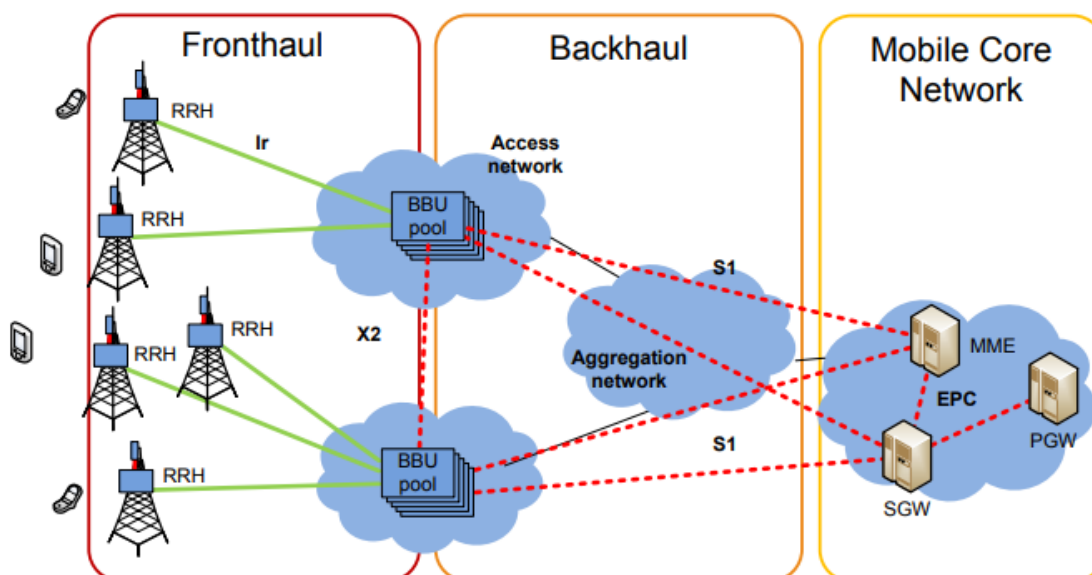 Fronthaul
Backhaul
Mobile Core
Network
RRH
Ir
Access
network
BBU
pool
RRH
S1
X2
RRH
RRH
Aggregation
network
MME
EPC
PGW
BBU
pool
S1
RRH
SGW